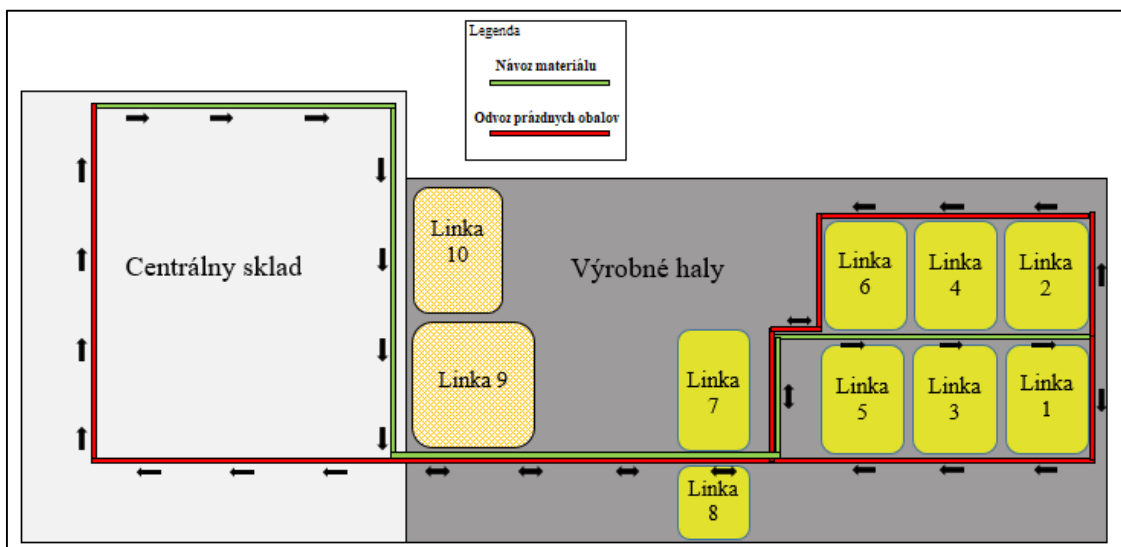 Legenda
Návoz materiálu
Odvoz prázdnych obalov
Centrálny sklad
Výrobné haly
Linka
10
Linka 9
Linka
7
Linka
8
Linka
6
Linka
4
Linka
2
Linka
5
Linka
3
Linka
1